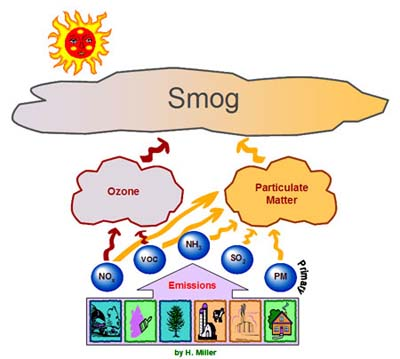 Smog
Ozone
Particulate
Matter
NOx
VOC
NH3
SO2
PM
Primary
Emissions
by H. Miller